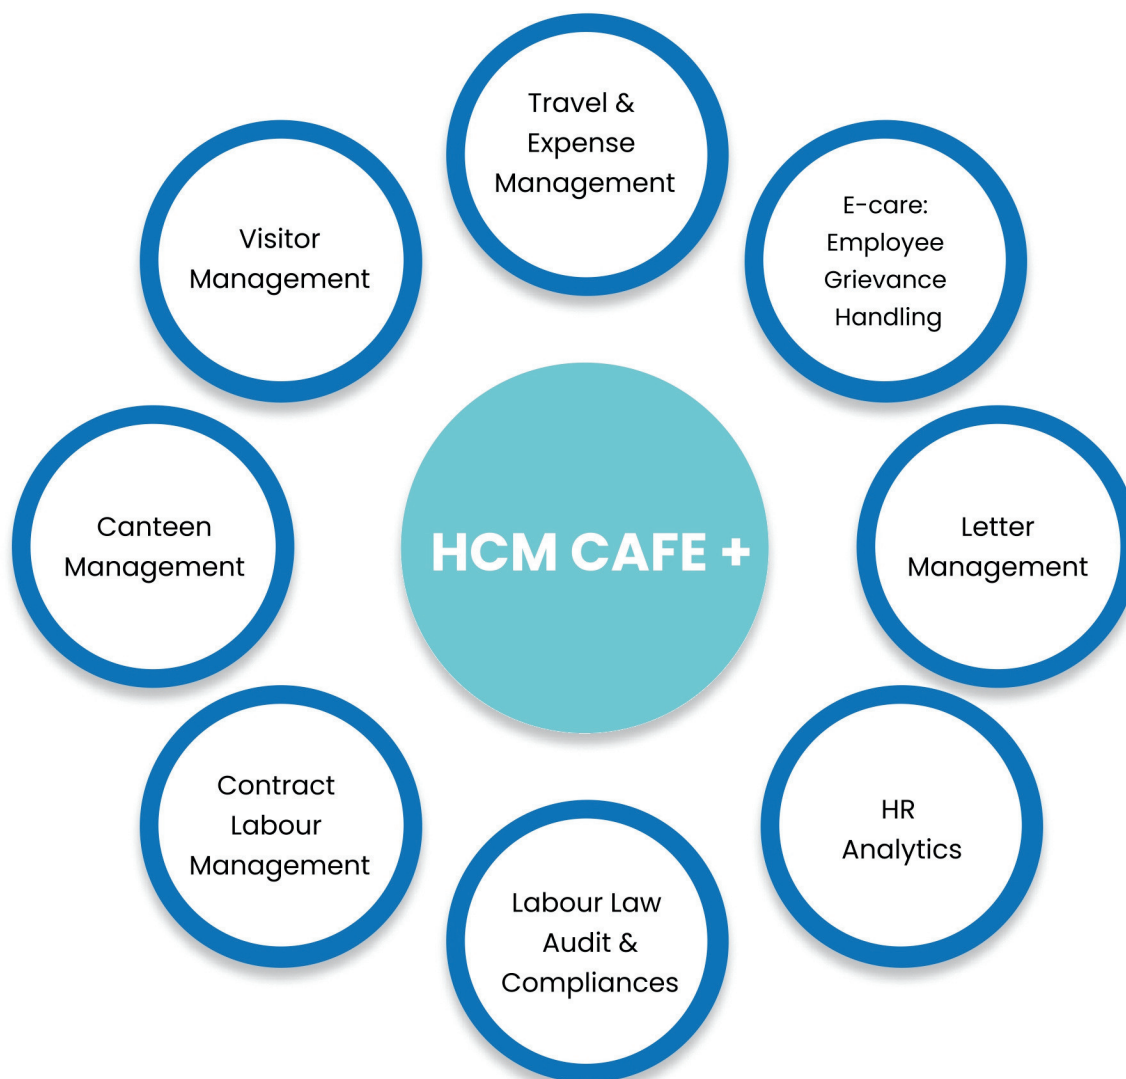 Travel &
Expense
Management
E-care:
Employee
Grievance
Handling
Visitor
Management
Canteen
Management
HCM CAFE +
Letter
Management
Contract
Labour
Management
HR
Analytics
Labour Law
Audit &
Compliances